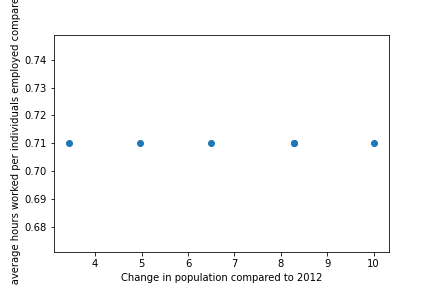 average hours worked per individuals employed compare
0.74
0.73
0.72
0.71
0.70
0.69
0.68
4 5 6 7 8 9 10
Change in population compared to 2012